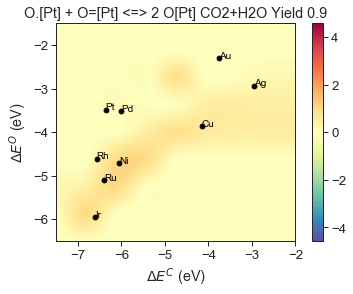 O.[Pt] + O=[Pt] <=> 2 O[Pt] CO2+H2O Yield 0.9
ΔE^O (eV)
−2
−3
−4
−5
−6
Au
Ag
Pt
Pd
Cu
Rh
Ni
Ru
Ir
−7
−6
−5
−4
−3
−2
ΔE^C (eV)
4
2
0
−2
−4